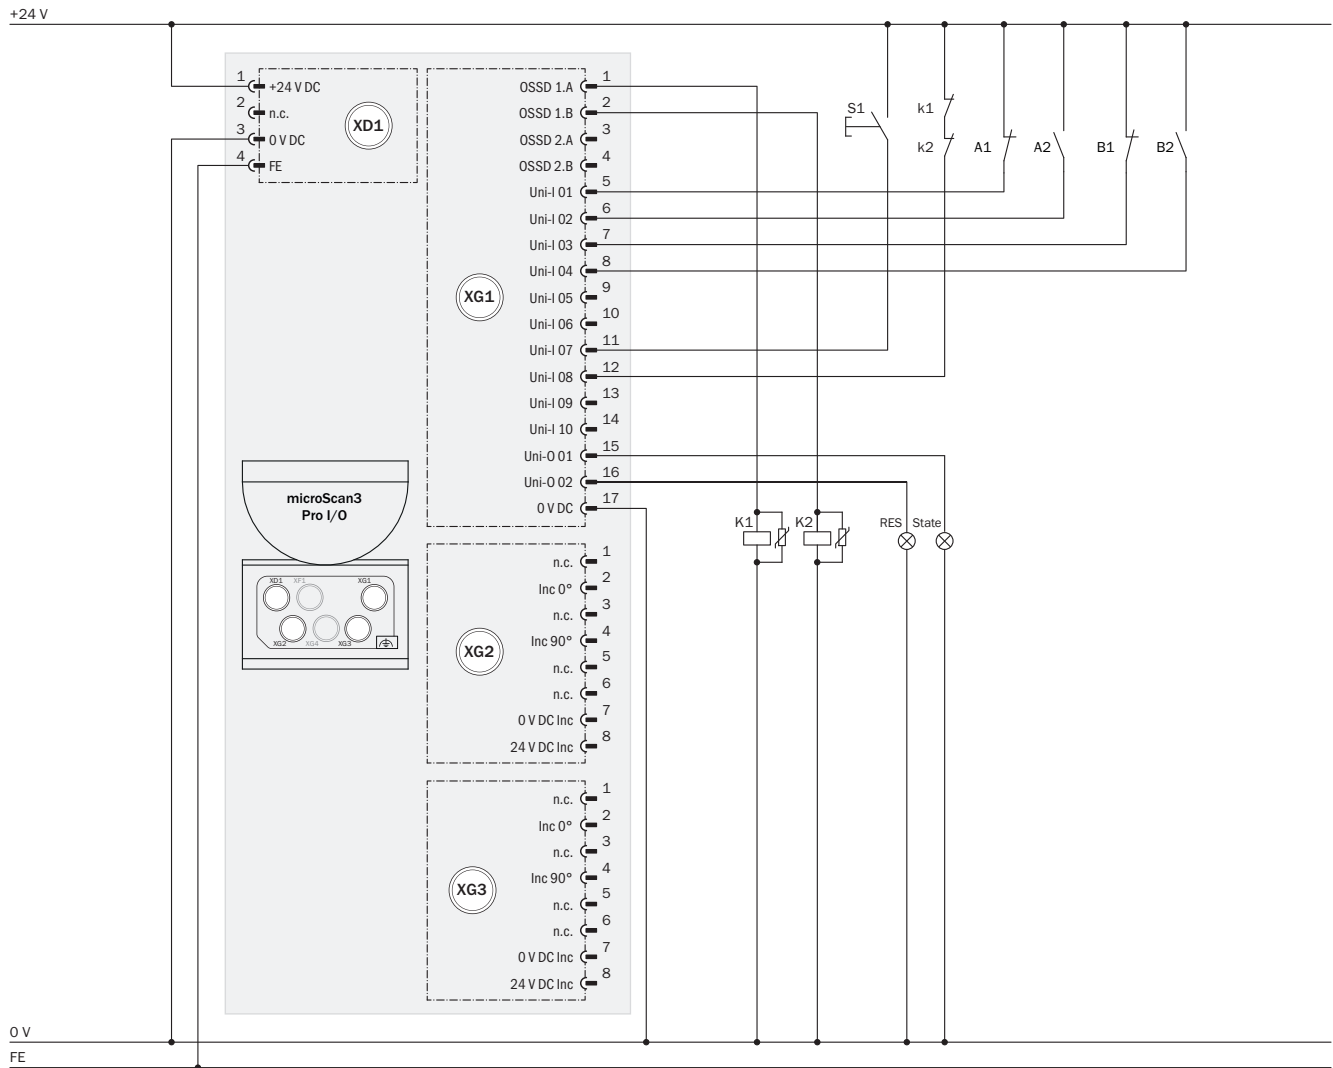 +24 V
XD1
1 +24 V DC
2 n.c.
3 0 V DC
4 FE
XG1
OSSD 1.A 1
OSSD 1.B 2
OSSD 2.A 3
OSSD 2.B 4
Uni-I 01 5
Uni-I 02 6
Uni-I 03 7
Uni-I 04 8
Uni-I 05 9
Uni-I 06 10
Uni-I 07 11
Uni-I 08 12
Uni-I 09 13
Uni-I 10 14
Uni-O 01 15
Uni-O 02 16
0 V DC 17
S1
k1
k2
A1
A2
B1
B2
K1
K2
RES
State
microScan3
Pro I/O
XD1 XF1 XG1
XG2 XG4 XG3
XG2
n.c. 1
Inc 0° 2
n.c. 3
Inc 90° 4
n.c. 5
n.c. 6
0 V DC Inc 7
24 V DC Inc 8
XG3
n.c. 1
Inc 0° 2
n.c. 3
Inc 90° 4
n.c. 5
n.c. 6
0 V DC Inc 7
24 V DC Inc 8
0 V
FE